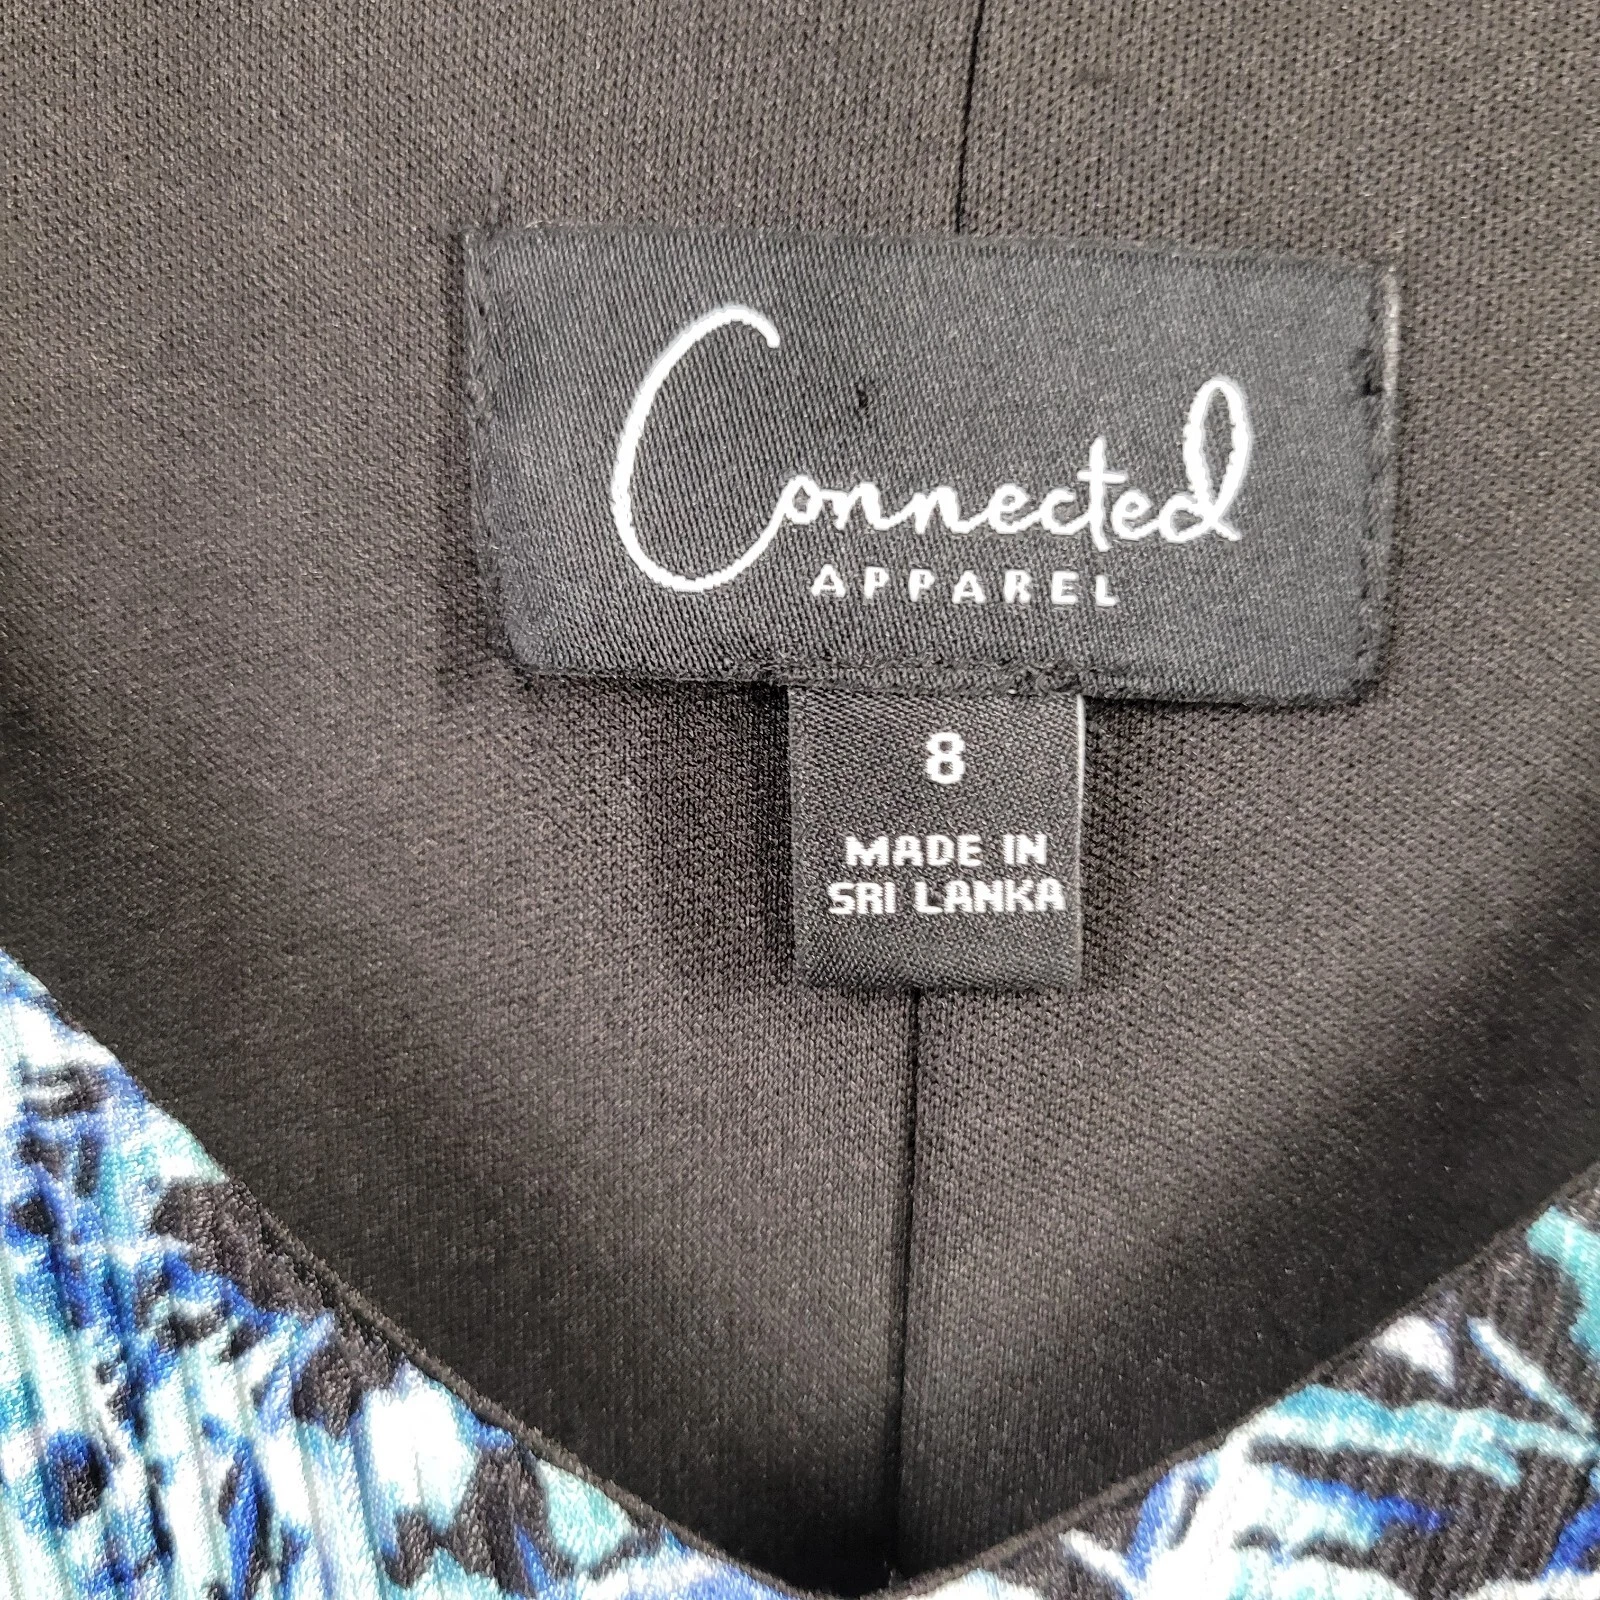 Connected
APPAREL
8
MADE IN
SRI LANKA